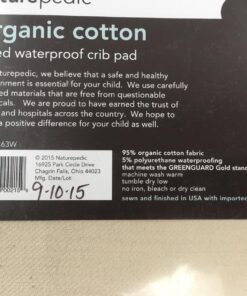 urepedic
rganic cotton
ed waterproof crib pad
turepedic, we believe that a safe and healthy
onment is essential for your child. We use carefully
ed materials that are free from questionable
cals. We are proud to have earned the trust of
and hospitals across the country. We hope to
a positive difference for your child as well.
63W
© 2015 Naturepedic
16925 Park Circle Drive
Chagrin Falls, Ohio 44023
Mfg. Date/Lot:
9-10-15
95% organic cotton fabric
5% polyurethane waterproofing
that meets the GREENGUARD Gold stan
machine wash warm
tumble dry low
no iron, bleach or dry clean
sewn and finished in USA with imported